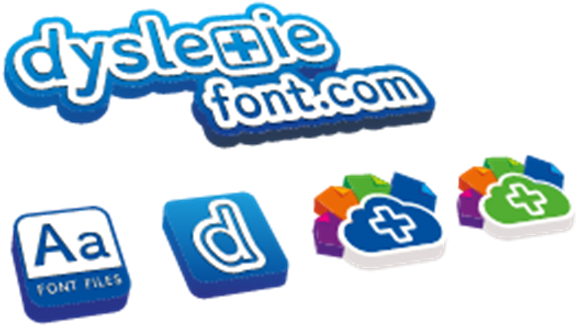 dyslexie
font.com
Aa
FONT FILES
d